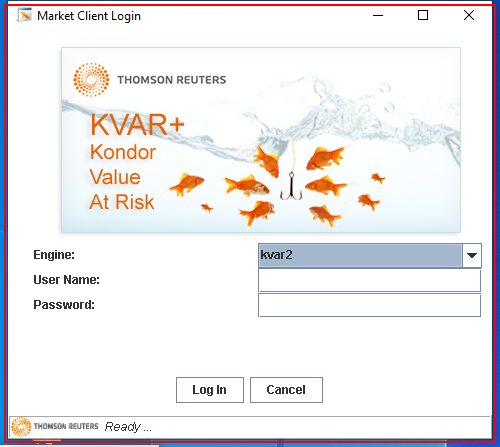 Market Client Login
THOMSON REUTERS
KVAR+
Kondor
Value
At Risk
Engine:
kvar2
User Name:
Password:
Log In
Cancel
THOMSON REUTERS
Ready ...